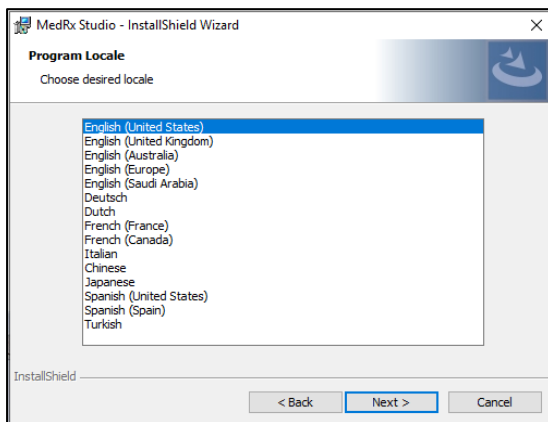 MedRx Studio - InstallShield Wizard
Program Locale
Choose desired locale
English (United States)
English (United Kingdom)
English (Australia)
English (Europe)
English (Saudi Arabia)
Deutsch
Dutch
French (France)
French (Canada)
Italian
Chinese
Japanese
Spanish (United States)
Spanish (Spain)
Turkish
InstallShield
< Back Next > Cancel